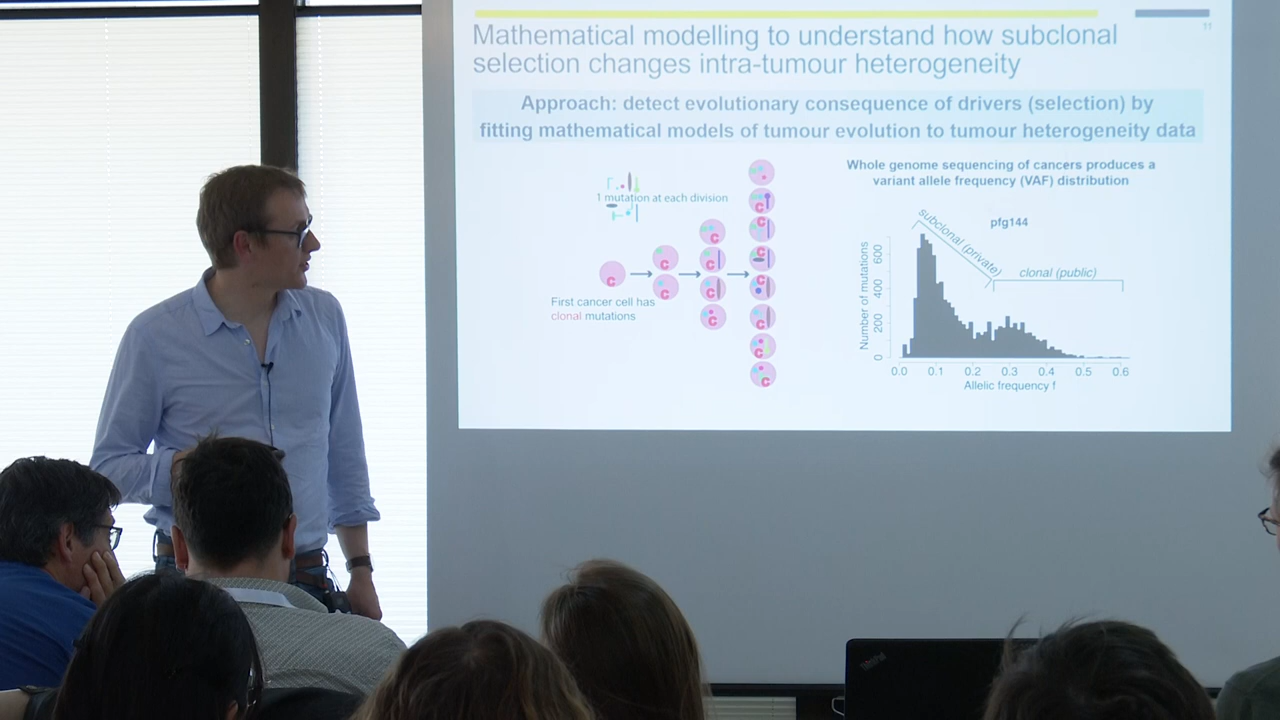 11
Mathematical modelling to understand how subclonal
selection changes intra-tumour heterogeneity
Approach: detect evolutionary consequence of drivers (selection) by
fitting mathematical models of tumour evolution to tumour heterogeneity data
1 mutation at each division
First cancer cell has
clonal mutations
C
C
C
C
C
C
C
C
C
C
C
C
C
C
Whole genome sequencing of cancers produces a
variant allele frequency (VAF) distribution
pfg144
subclonal (private)
clonal (public)
Number of mutations
0 200 400 600
0.0 0.1 0.2 0.3 0.4 0.5 0.6
Allelic frequency f
ThinkPad